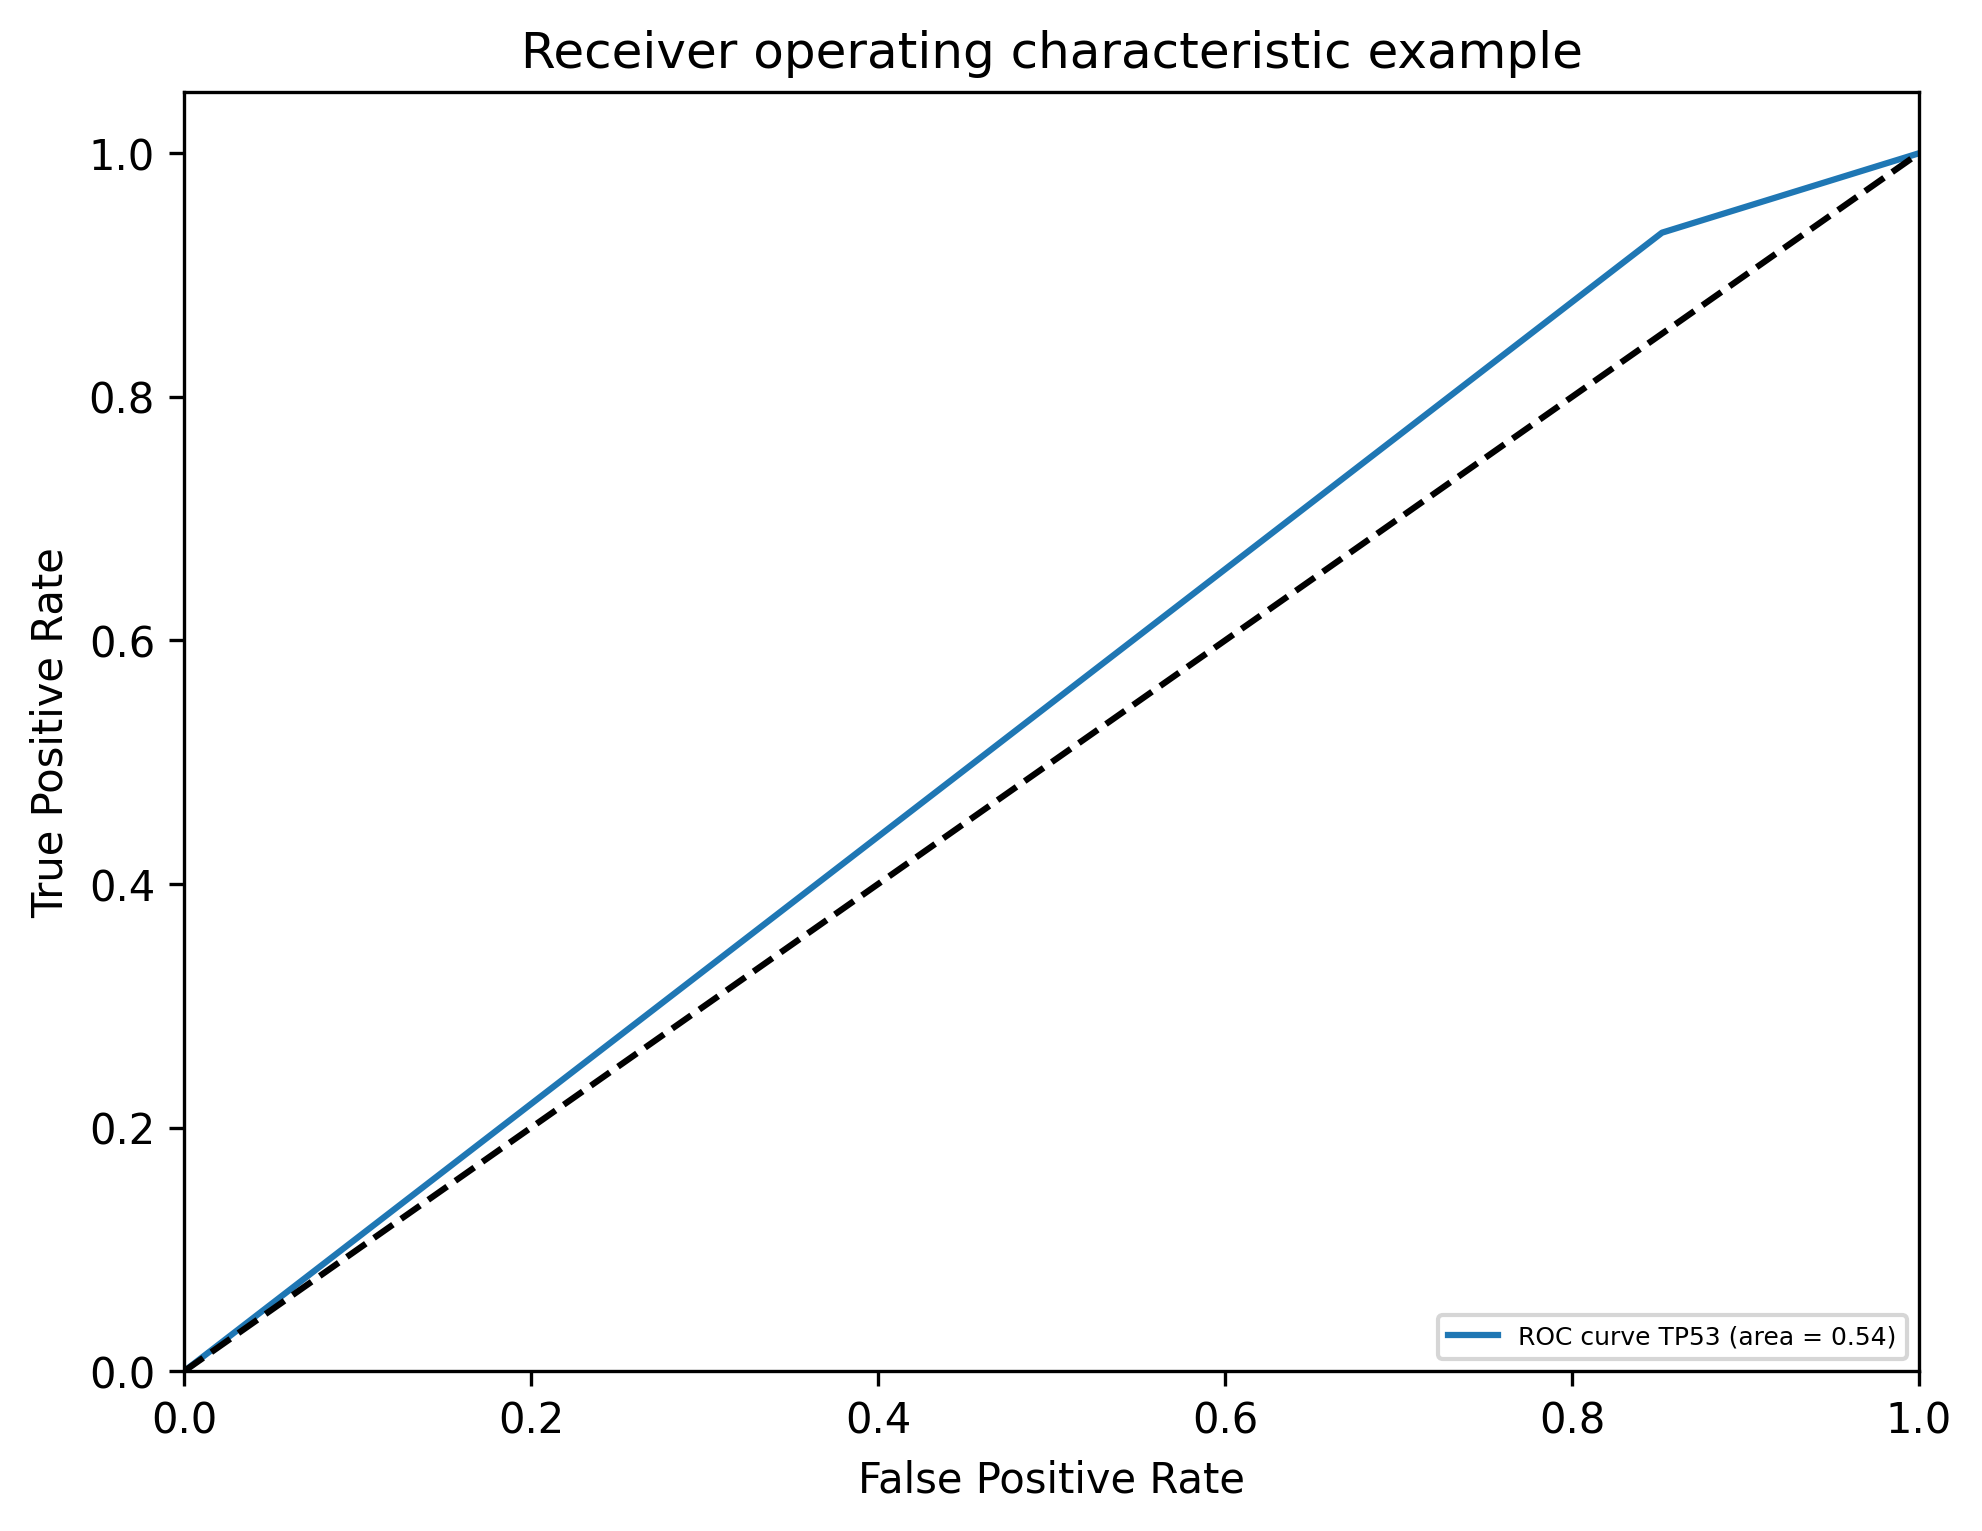 Receiver operating characteristic example
True Positive Rate
1.0
0.8
0.6
0.4
0.2
0.0
ROC curve TP53 (area = 0.54)
0.0 0.2 0.4 0.6 0.8 1.0
False Positive Rate